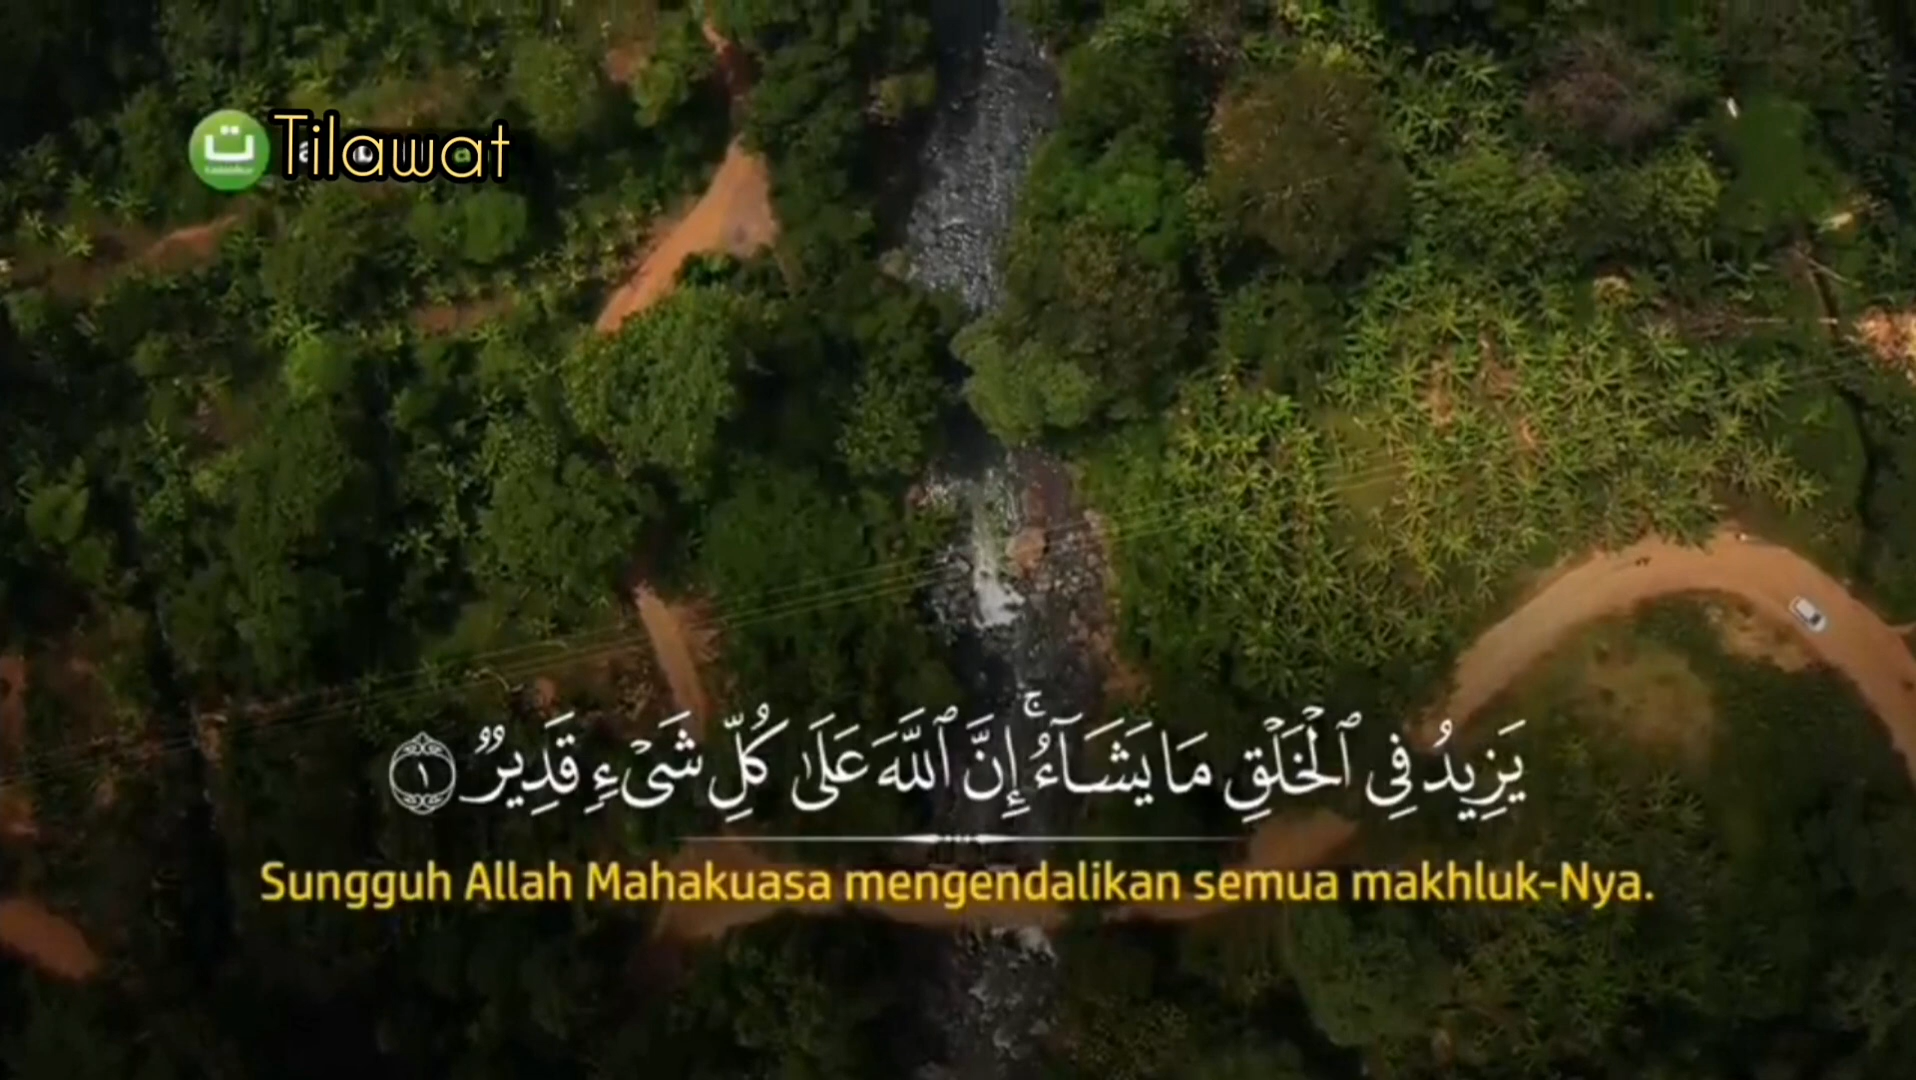 ت Tilawat
يَزِيدُ فِى ٱلْخَلْقِ مَا يَشَآءُ ۚ إِنَّ ٱللَّهَ عَلَىٰ كُلِّ شَىْءٍ قَدِيرٌ ١
Sungguh Allah Mahakuasa mengendalikan semua makhluk-Nya.